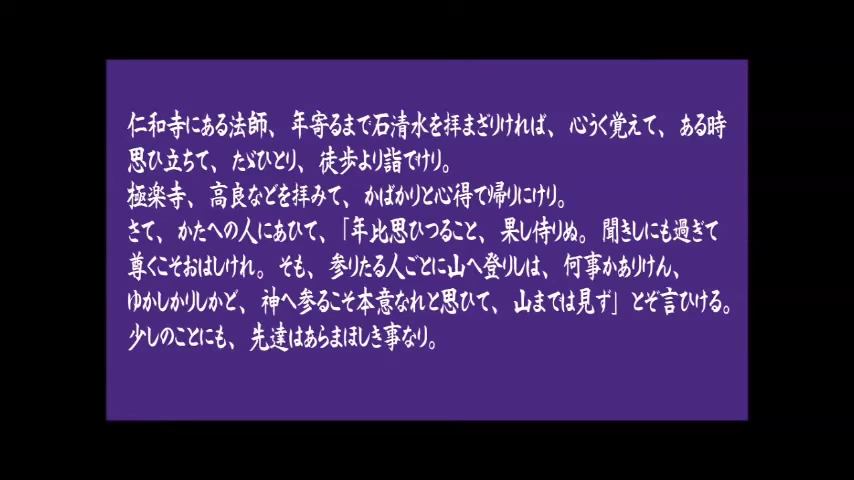 仁和寺にある法師、年寄るまで石清水を拝まざりければ、心うく覚えて、ある時
思ひ立ちて、たゞひとり、徒歩より詣でけり。
極楽寺、高良などを拝みて、かばかりと心得て帰りにけり。
さて、かたへの人にあひて、「年比思ひつること、果し侍りぬ。聞きしにも過ぎて
尊くこそおはしけれ。そも、参りたる人ごとに山へ登りしは、何事かありけん、
ゆかしかりしかど、神へ参るこそ本意なれと思ひて、山までは見ず」とぞ言ひける。
少しのことにも、先達はあらまほしき事なり。